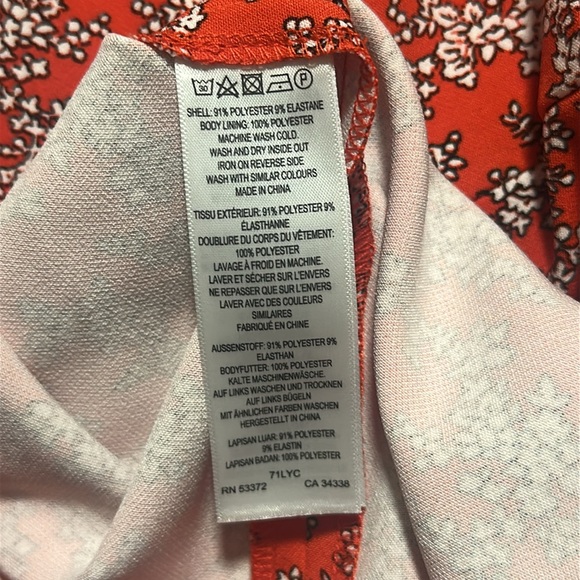 30 P
SHELL: 91% POLYESTER 9% ELASTANE
BODY LINING: 100% POLYESTER
MACHINE WASH COLD.
WASH AND DRY INSIDE OUT
IRON ON REVERSE SIDE
WASH WITH SIMILAR COLOURS
MADE IN CHINA
TISSU EXTÉRIEUR: 91% POLYESTER 9%
ÉLASTHANNE
DOUBLURE DU CORPS DU VÊTEMENT:
100% POLYESTER
LAVAGE À FROID EN MACHINE.
LAVER ET SÉCHER SUR L'ENVERS
NE REPASSER QUE SUR L'ENVERS
LAVER AVEC DES COULEURS
SIMILAIRES
FABRIQUÉ EN CHINE
AUSSENSTOFF: 91% POLYESTER 9%
ELASTHAN
BODYFUTTER: 100% POLYESTER
KALTE MASCHINENWÄSCHE.
AUF LINKS WASCHEN UND TROCKNEN
AUF LINKS BÜGELN
MIT ÄHNLICHEN FARBEN WASCHEN
HERGESTELLT IN CHINA
LAPISAN LUAR: 91% POLYESTER
9% ELASTIN
LAPISAN BADAN: 100% POLYESTER
71LYC
RN 53372 CA 34338